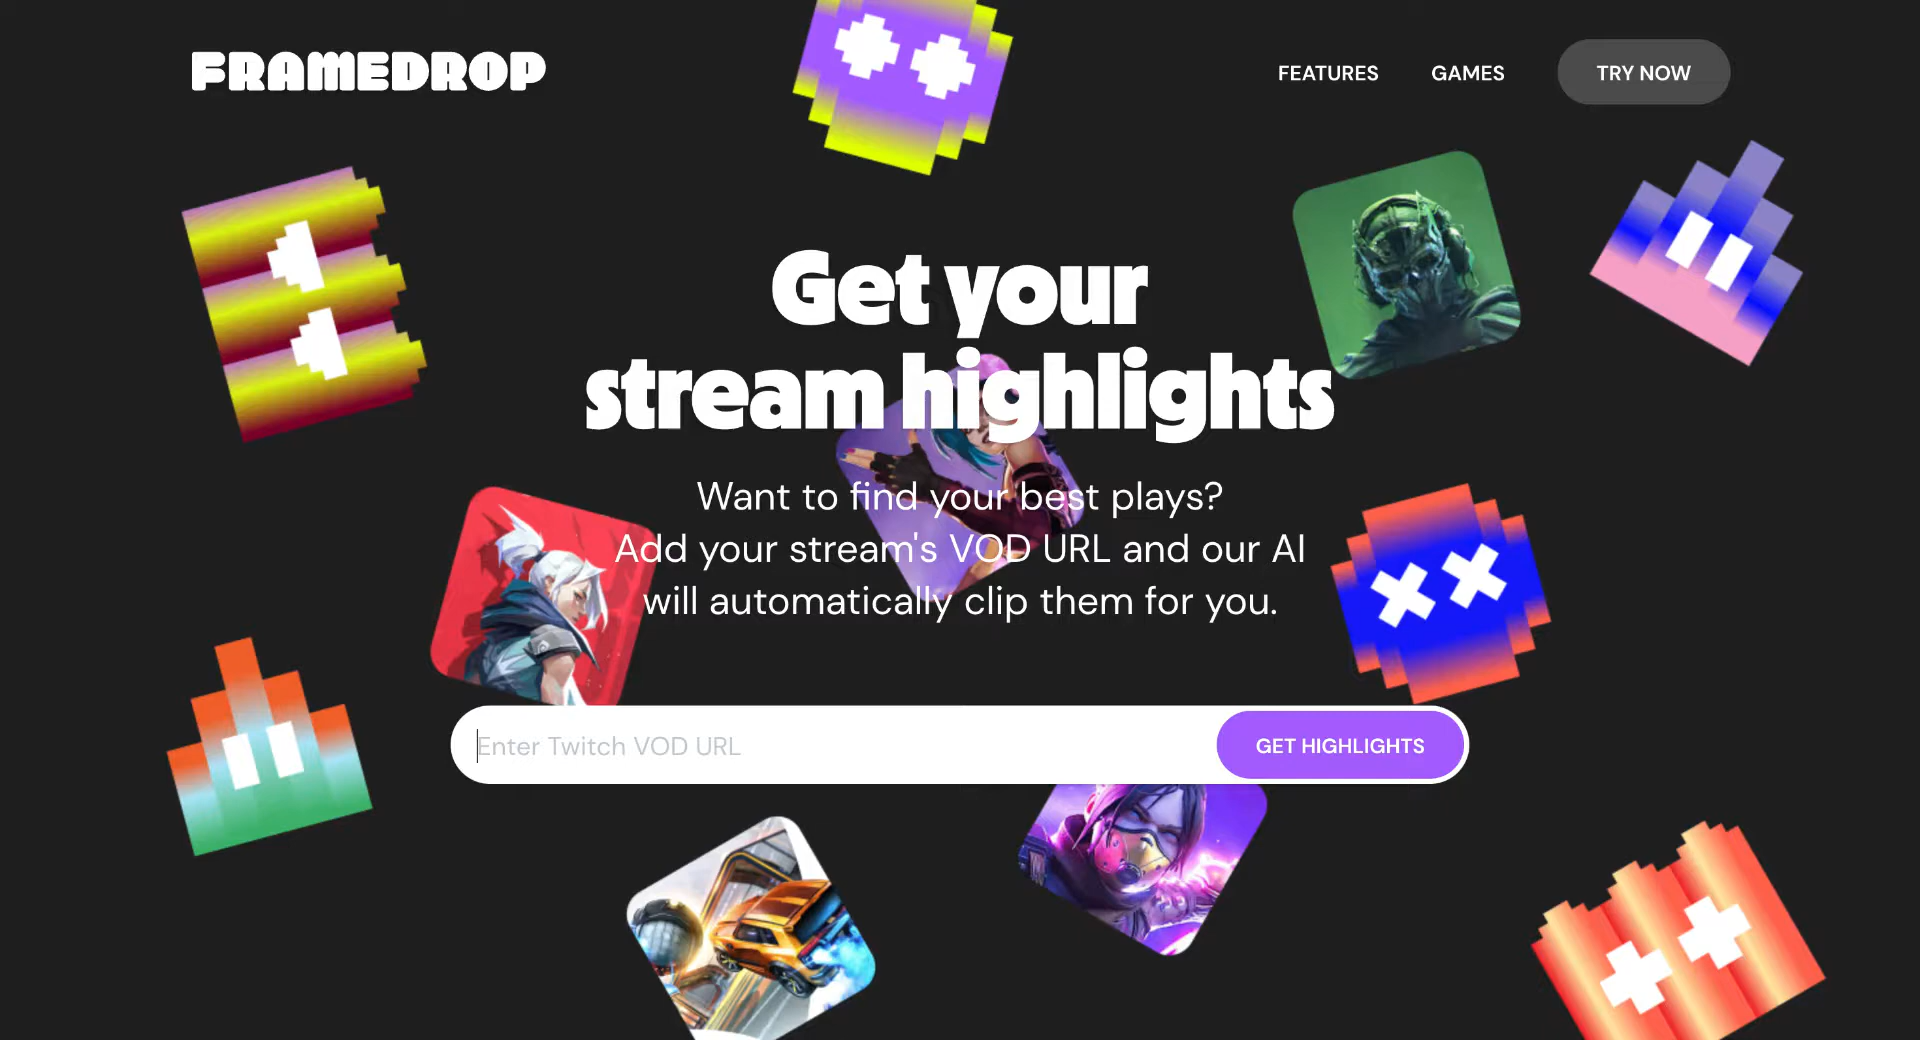 FRAMEDROP
FEATURES
GAMES
TRY NOW
Get your
stream highlights
Want to find your best plays?
Add your stream's VOD URL and our AI
will automatically clip them for you.
Enter Twitch VOD URL
GET HIGHLIGHTS